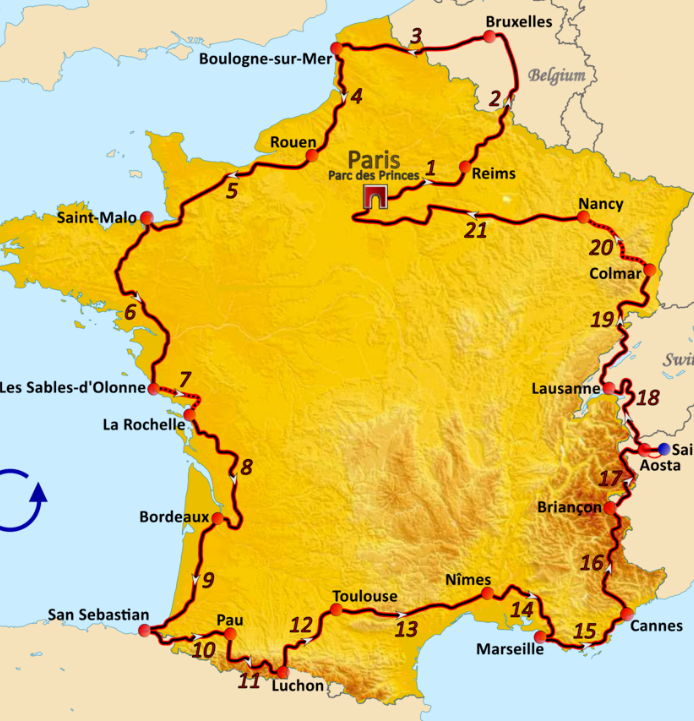 Bruxelles
3
Boulogne-sur-Mer
Belgium
2
4
Rouen
Paris
Parc des Princes
1
Reims
5
Nancy
Saint-Malo
21
20
Colmar
6
19
Swi
7
Les Sables-d'Olonne
Lausanne
18
La Rochelle
Sai
Aosta
8
17
Bordeaux
Briançon
16
9
Nîmes
Toulouse
San Sebastian
Pau
12
13
14
Cannes
10
15
Marseille
11
Luchon